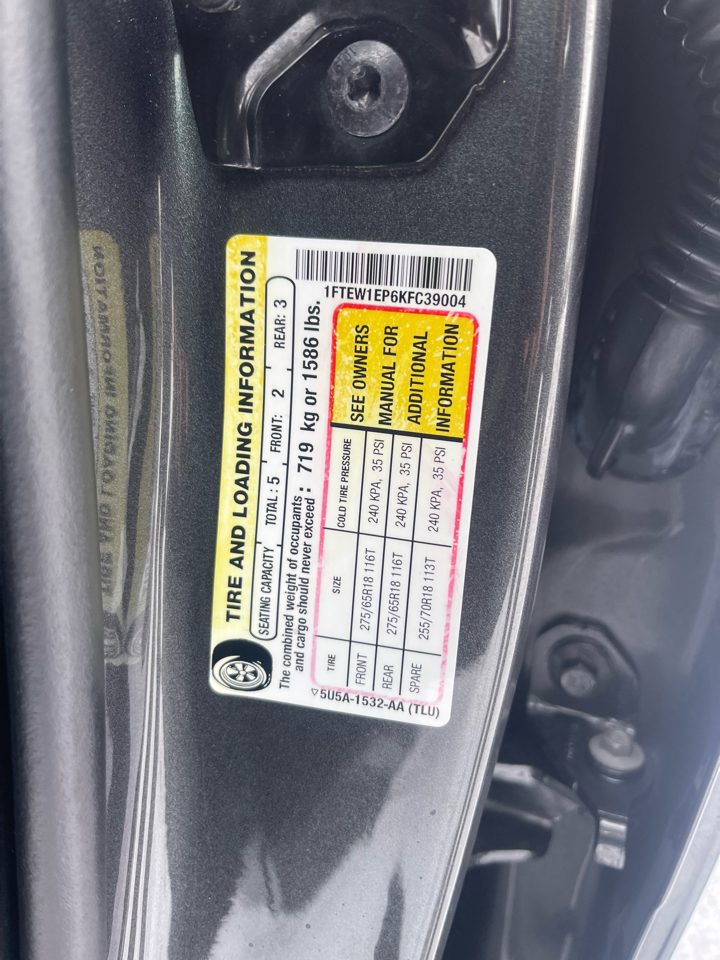 TIRE AND LOADING INFORMATION
SEATING CAPACITY TOTAL : 5 FRONT: 2 REAR: 3
The combined weight of occupants
and cargo should never exceed : 719 kg or 1586 lbs.
TIRE SIZE COLD TIRE PRESSURE
FRONT 275/65R18 116T 240 KPA, 35 PSI
REAR 275/65R18 116T 240 KPA, 35 PSI
SPARE 255/70R18 113T 240 KPA, 35 PSI
SEE OWNERS
MANUAL FOR
ADDITIONAL
INFORMATION
5U5A-1532-AA (TLU)
1FTEW1EP6KFC39004